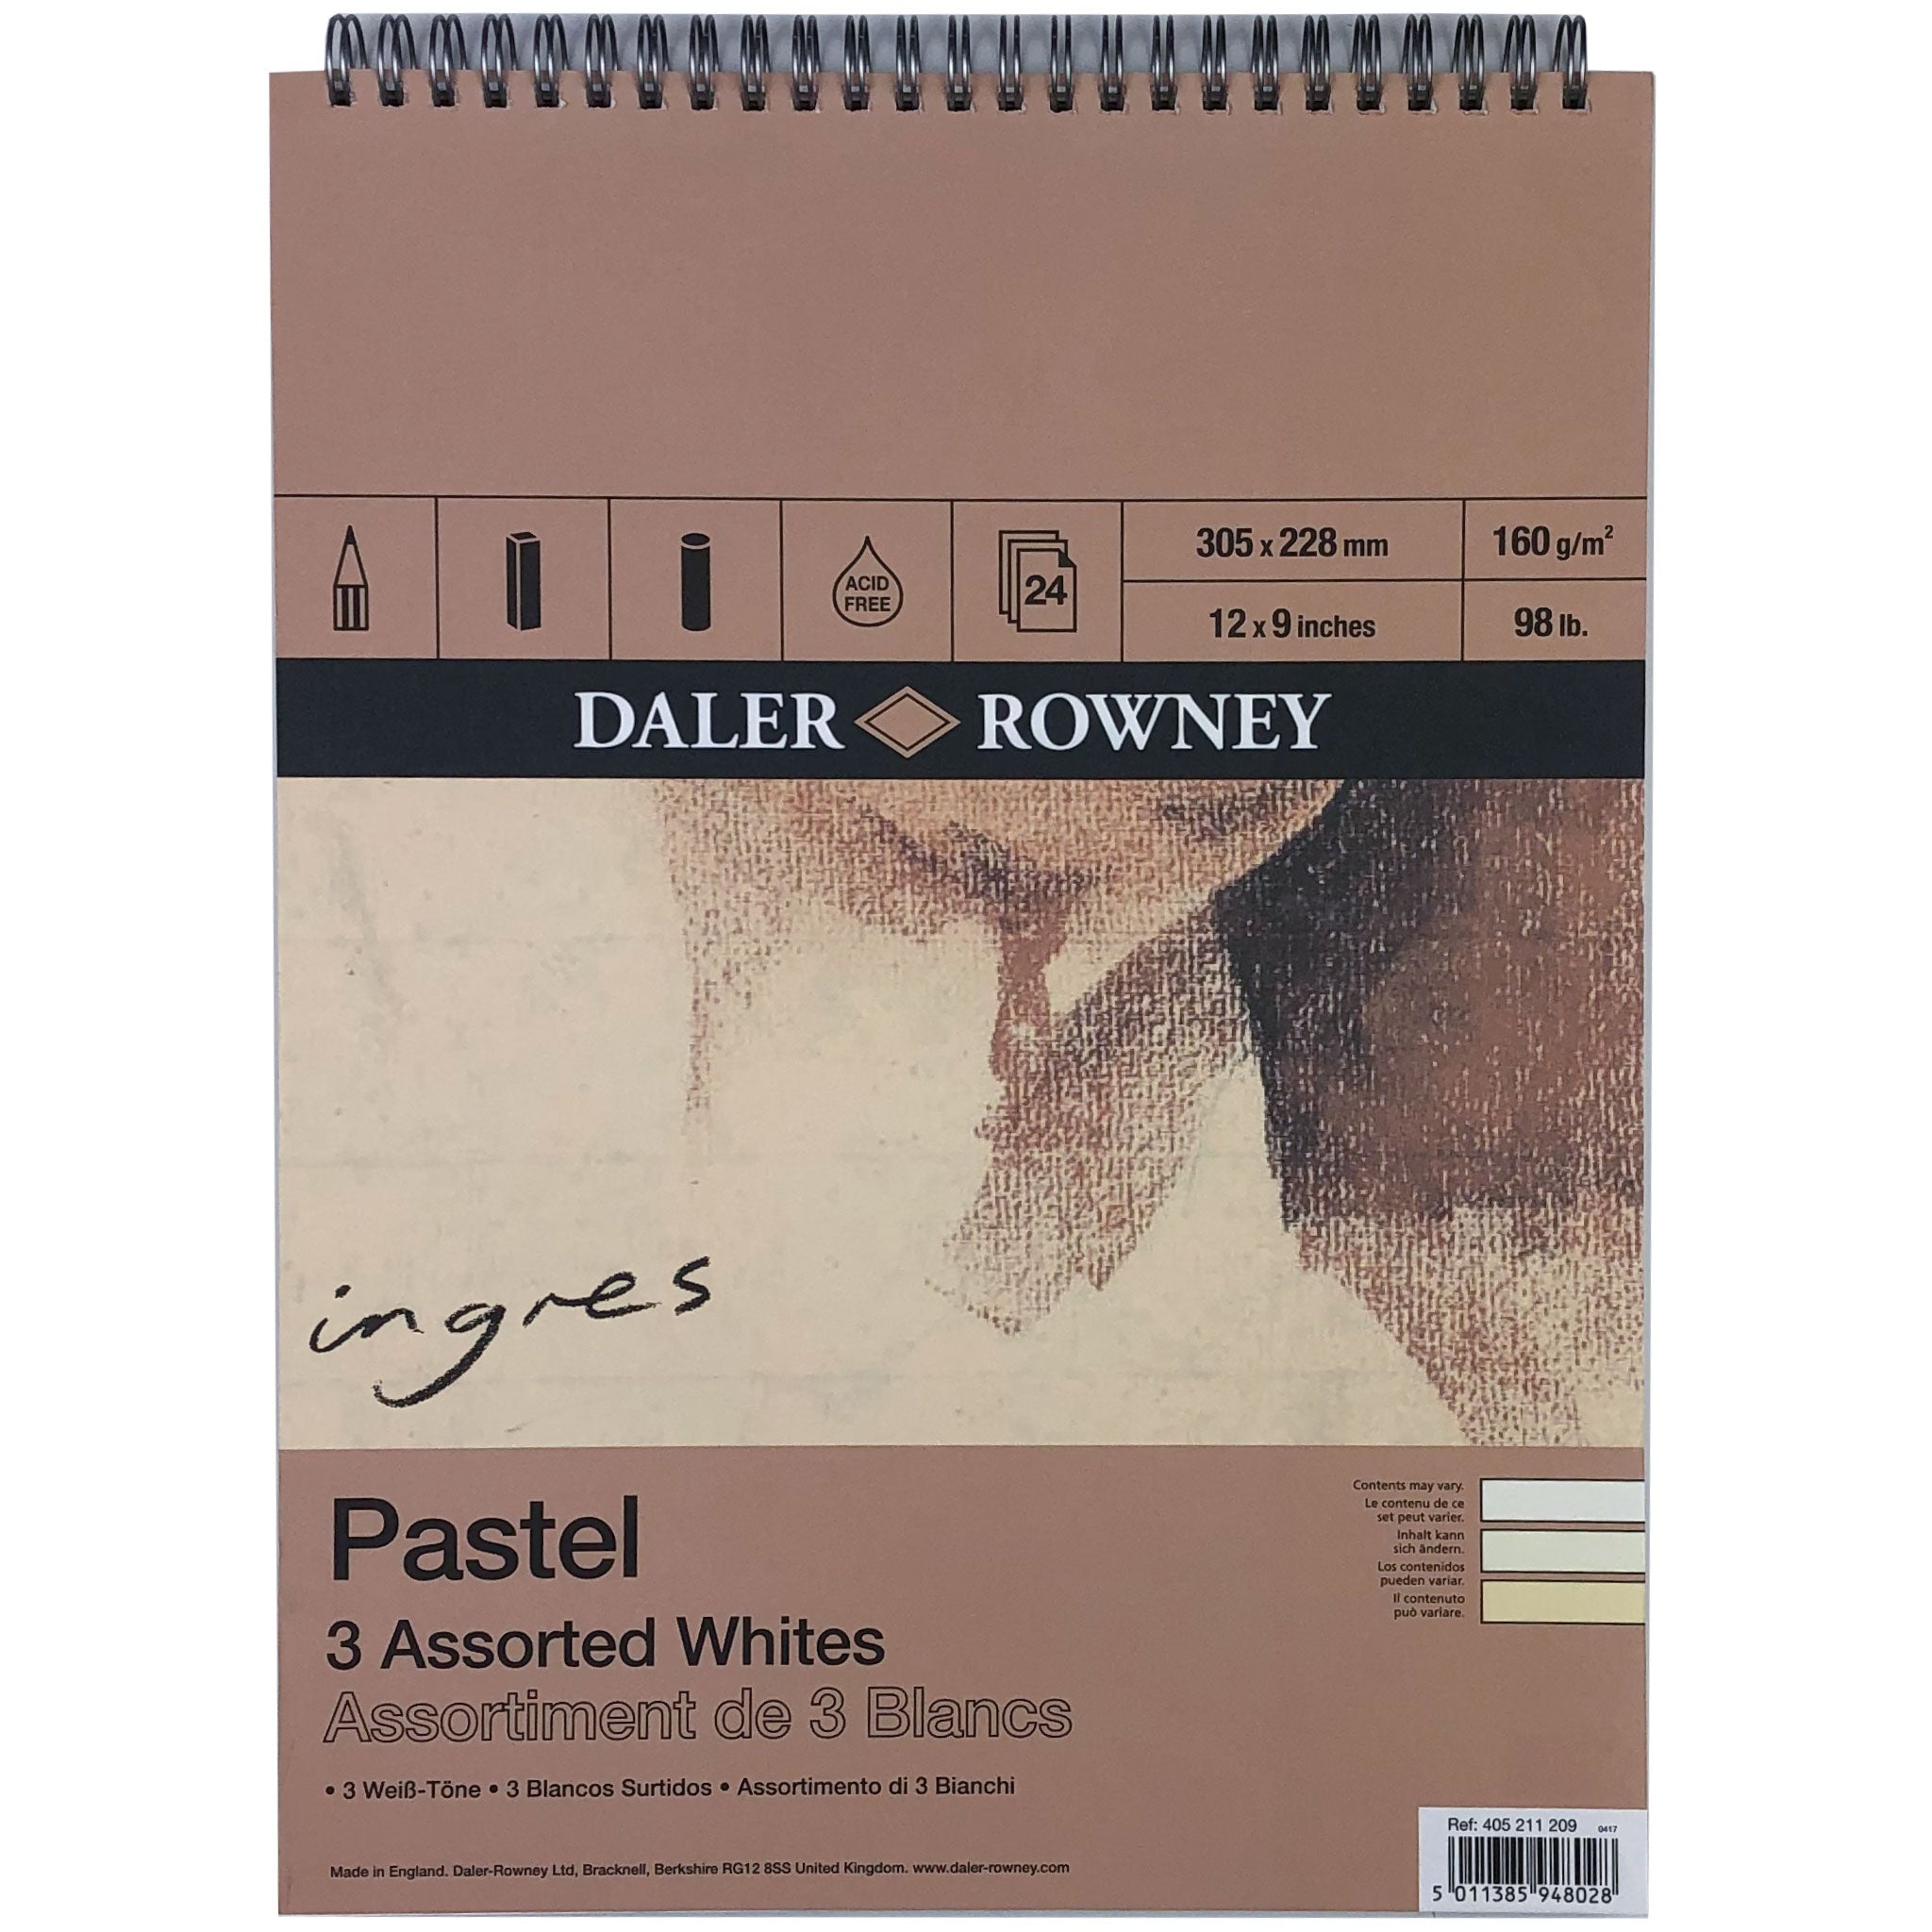 ACID
FREE
24
305 x 228 mm
160 g/m²
12 x 9 inches
98 lb.
DALER ROWNEY
ingres
Pastel
3 Assorted Whites
Assortiment de 3 Blancs
• 3 Weiß-Töne • 3 Blancos Surtidos • Assortimento di 3 Bianchi
Made in England. Daler-Rowney Ltd, Bracknell, Berkshire RG12 8SS United Kingdom. www.daler-rowney.com
Contents may vary.
Le contenu de ce
set peut varier.
Inhalt kann
sich ändern.
Los contenidos
pueden variar.
Il contenuto
può variare.
Ref: 405 211 209 0417
5 011385 948028